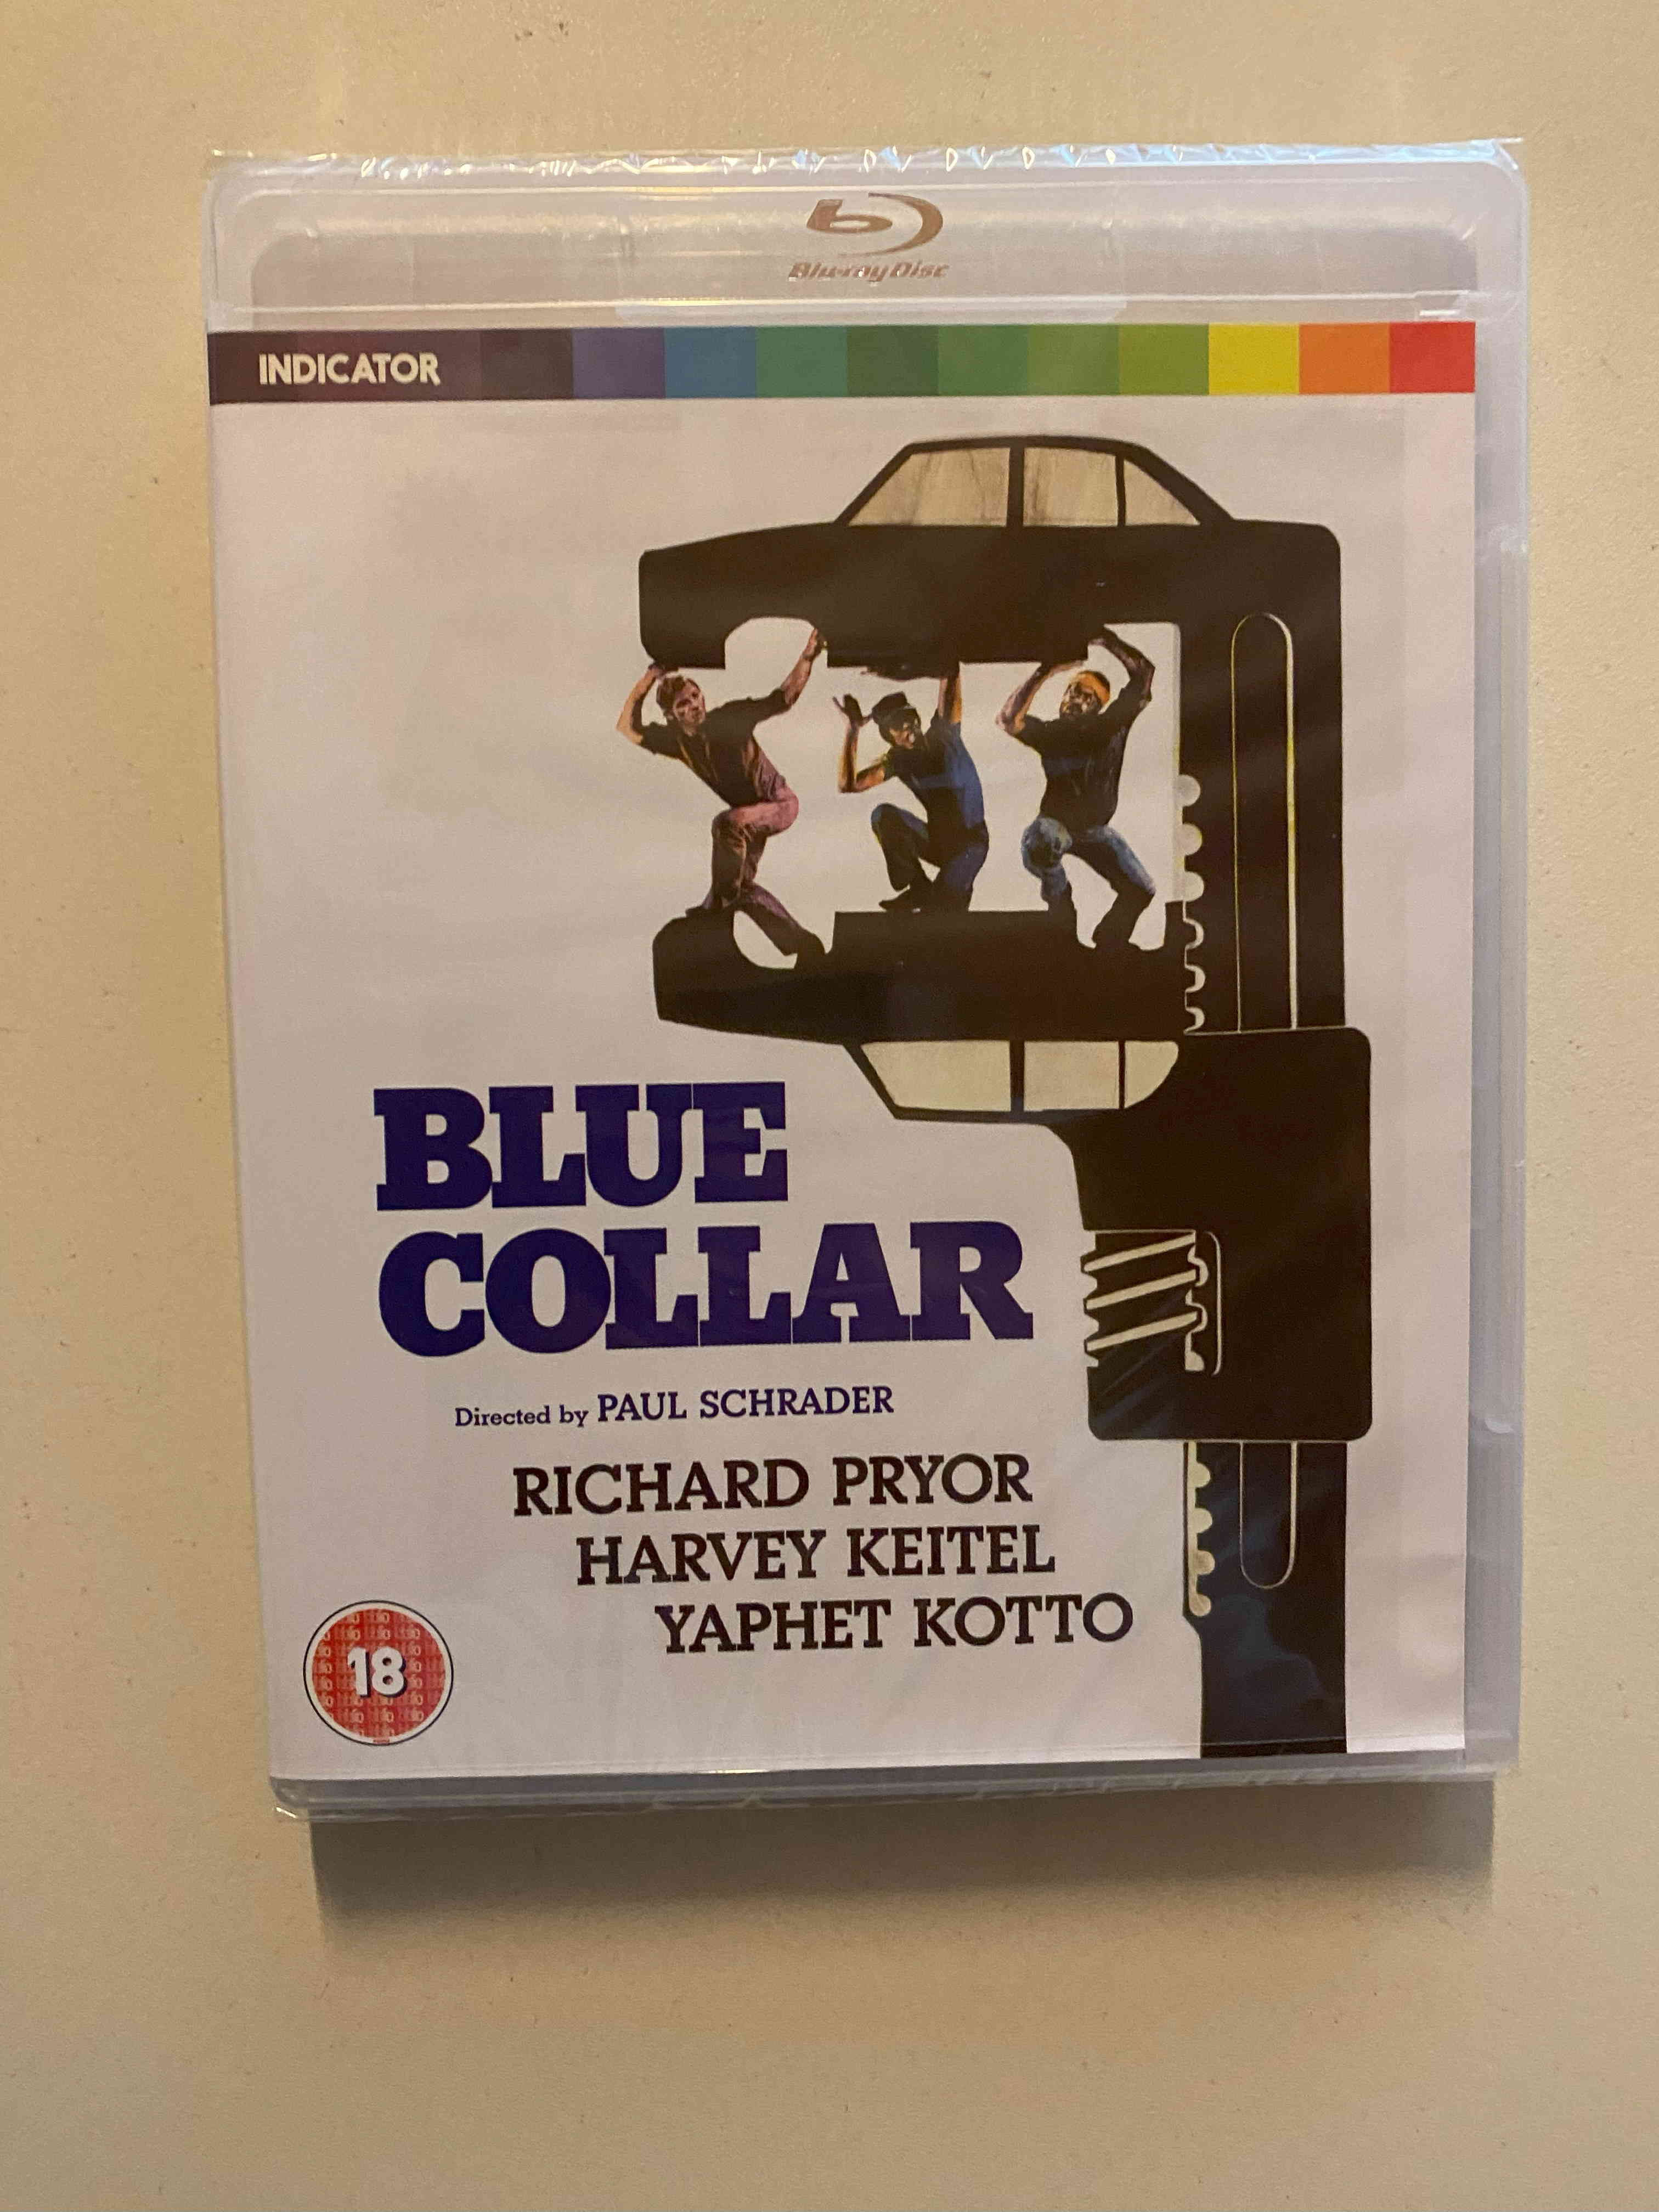 Blu-ray Disc
INDICATOR
BLUE
COLLAR
Directed by PAUL SCHRADER
RICHARD PRYOR
HARVEY KEITEL
YAPHET KOTTO
18